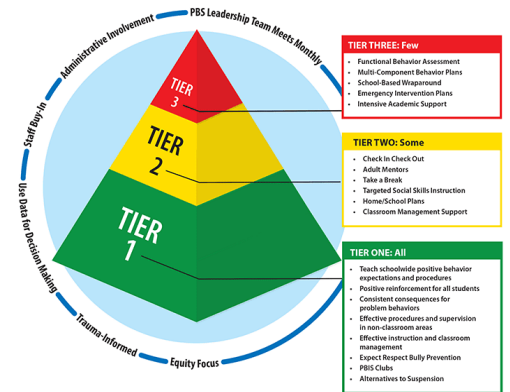 PBS Leadership Team Meets Monthly
Administrative Involvement
Staff Buy-In
Use Data for Decision Making
Trauma-Informed
Equity Focus
TIER
3
TIER
2
TIER
1
TIER THREE: Few
• Functional Behavior Assessment
• Multi-Component Behavior Plans
• School-Based Wraparound
• Emergency Intervention Plans
• Intensive Academic Support
TIER TWO: Some
• Check In Check Out
• Adult Mentors
• Take a Break
• Targeted Social Skills Instruction
• Home/School Plans
• Classroom Management Support
TIER ONE: All
• Teach schoolwide positive behavior
expectations and procedures
• Positive reinforcement for all students
• Consistent consequences for
problem behaviors
• Effective procedures and supervision
in non-classroom areas
• Effective instruction and classroom
management
• Expect Respect Bully Prevention
• PBIS Clubs
• Alternatives to Suspension